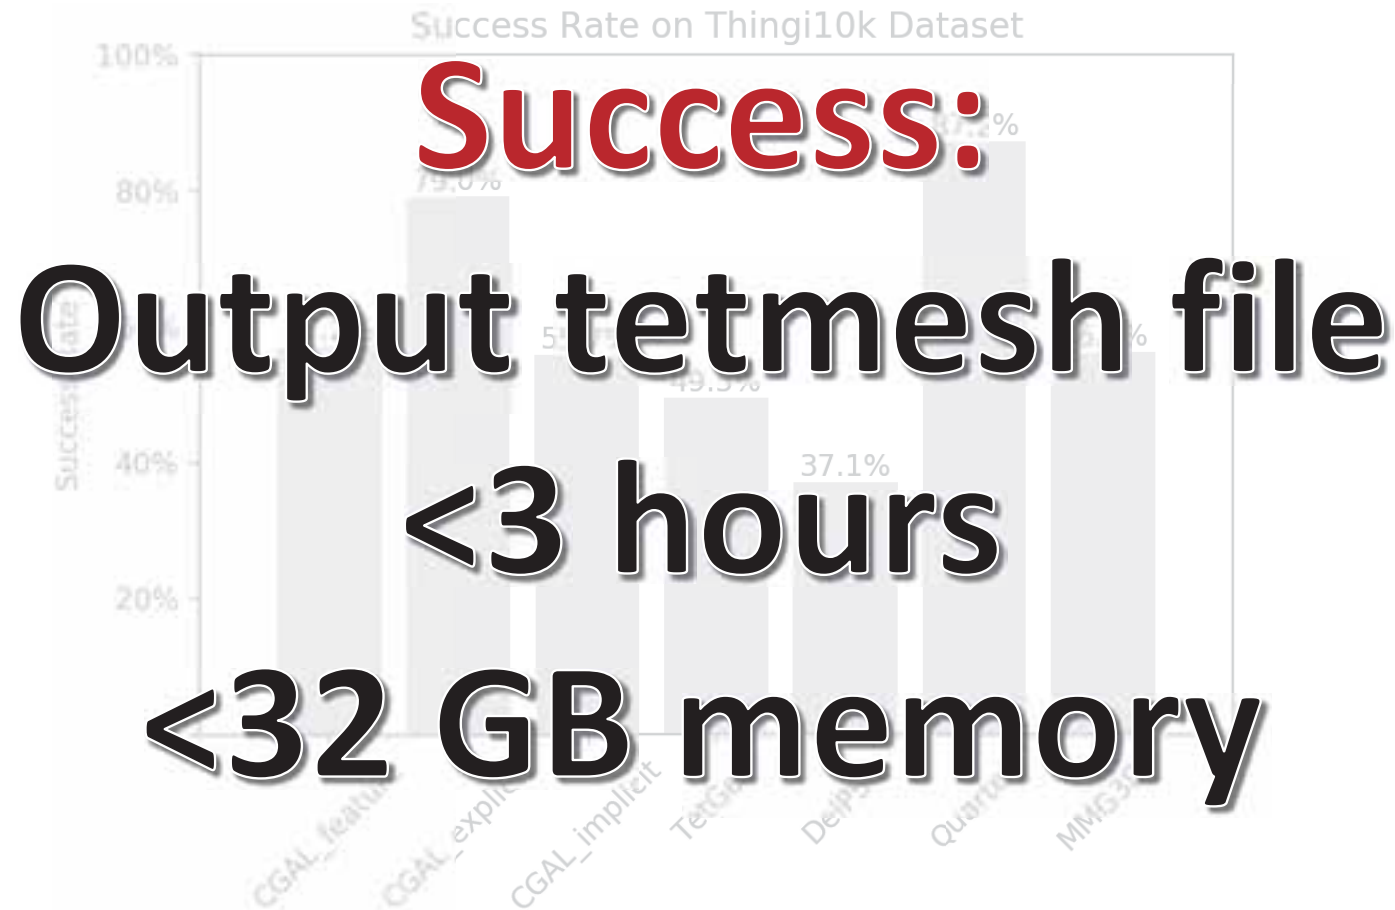 Success Rate on Thingi10k Dataset
100%
Success:
79.0%
80%
Output tetmesh file
49.5%
40%
37.1%
<3 hours
20%
<32 GB memory
CGAL_explicit
CGAL_implicit